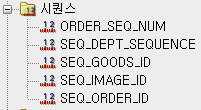 시퀀스
ORDER_SEQ_NUM
SEQ_DEPT_SEQUENCE
SEQ_GOODS_ID
SEQ_IMAGE_ID
SEQ_ORDER_ID